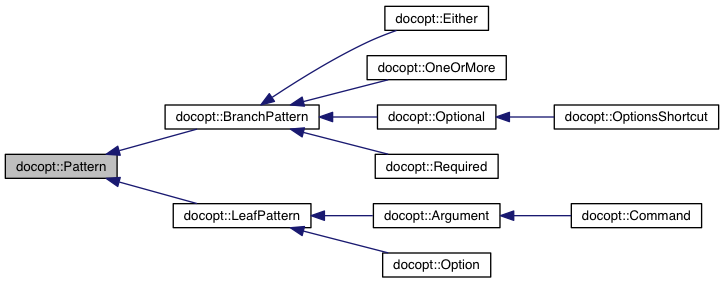 docopt::Either
docopt::OneOrMore
docopt::BranchPattern
docopt::Optional
docopt::OptionsShortcut
docopt::Required
docopt::Pattern
docopt::LeafPattern
docopt::Argument
docopt::Command
docopt::Option